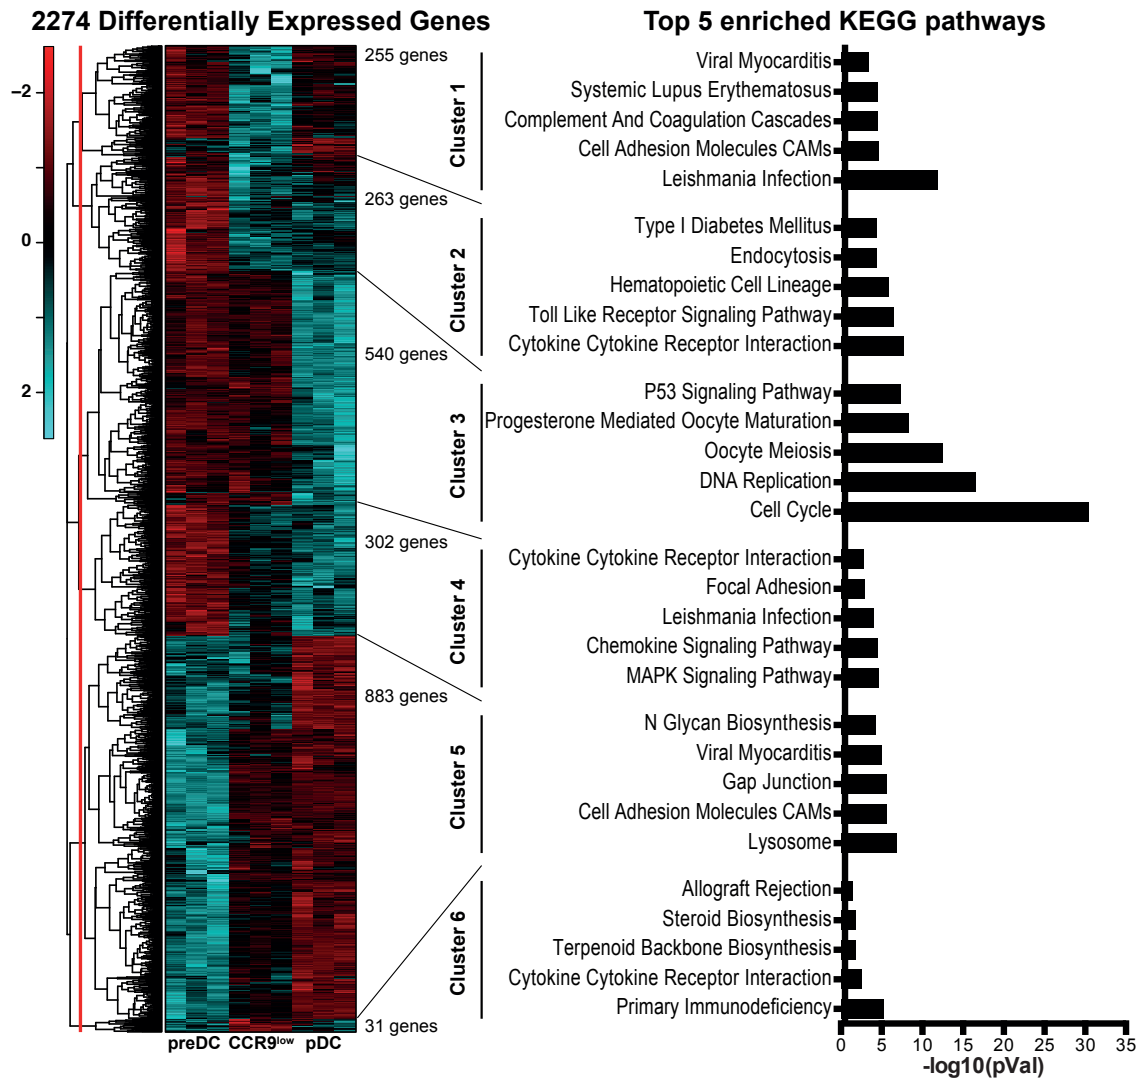 2274 Differentially Expressed Genes
−2
0
2
255 genes
263 genes
540 genes
302 genes
883 genes
31 genes
preDC CCR9low pDC
Cluster 1
Cluster 2
Cluster 3
Cluster 4
Cluster 5
Cluster 6
Top 5 enriched KEGG pathways
Viral Myocarditis
Systemic Lupus Erythematosus
Complement And Coagulation Cascades
Cell Adhesion Molecules CAMs
Leishmania Infection
Type I Diabetes Mellitus
Endocytosis
Hematopoietic Cell Lineage
Toll Like Receptor Signaling Pathway
Cytokine Cytokine Receptor Interaction
P53 Signaling Pathway
Progesterone Mediated Oocyte Maturation
Oocyte Meiosis
DNA Replication
Cell Cycle
Cytokine Cytokine Receptor Interaction
Focal Adhesion
Leishmania Infection
Chemokine Signaling Pathway
MAPK Signaling Pathway
N Glycan Biosynthesis
Viral Myocarditis
Gap Junction
Cell Adhesion Molecules CAMs
Lysosome
Allograft Rejection
Steroid Biosynthesis
Terpenoid Backbone Biosynthesis
Cytokine Cytokine Receptor Interaction
Primary Immunodeficiency
0 5 10 15 20 25 30 35
-log10(pVal)